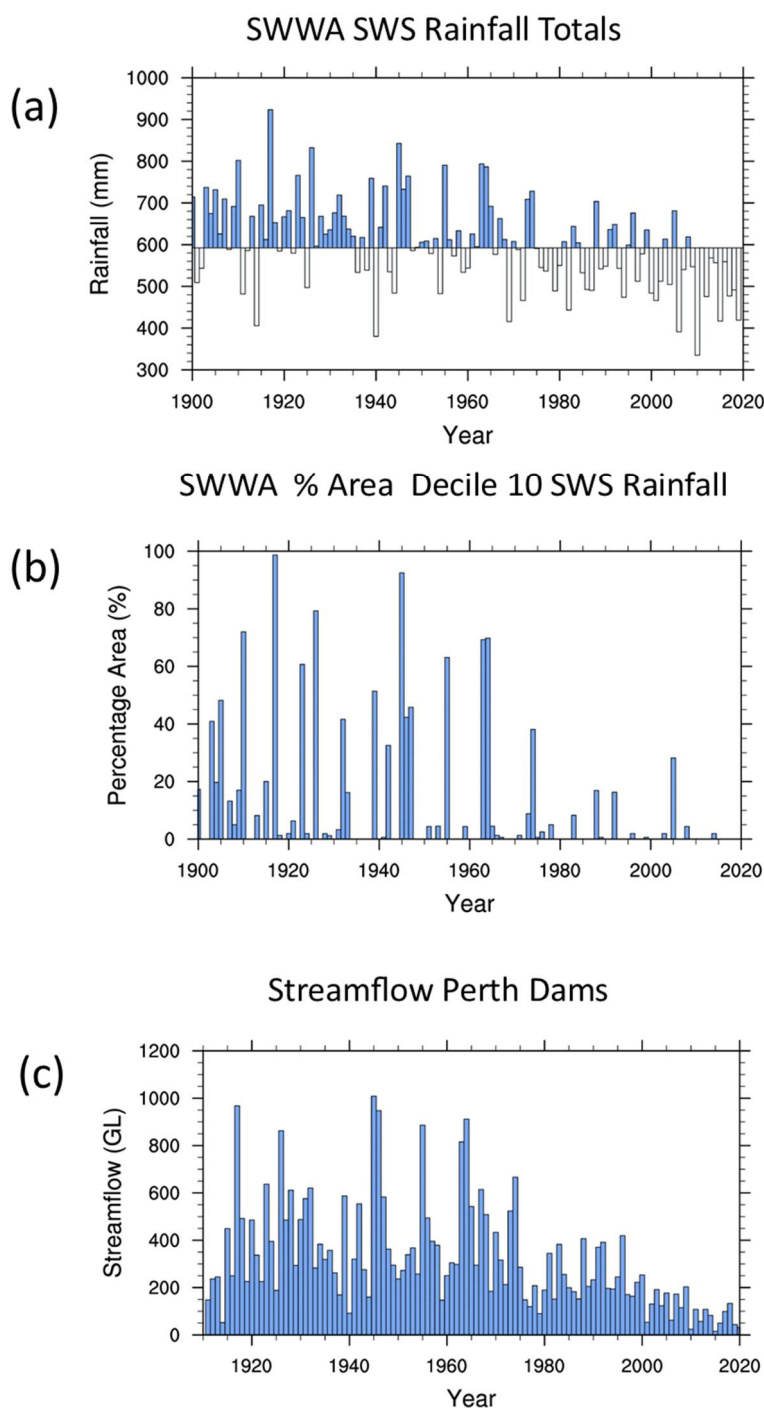 SWWA SWS Rainfall Totals
(a)
1000
900
800
700
600
500
400
300
Rainfall (mm)
1900 1920 1940 1960 1980 2000 2020
Year
SWWA % Area Decile 10 SWS Rainfall
(b)
100
80
60
40
20
0
Percentage Area (%)
1900 1920 1940 1960 1980 2000 2020
Year
Streamflow Perth Dams
(c)
1200
1000
800
600
400
200
0
Streamflow (GL)
1920 1940 1960 1980 2000 2020
Year